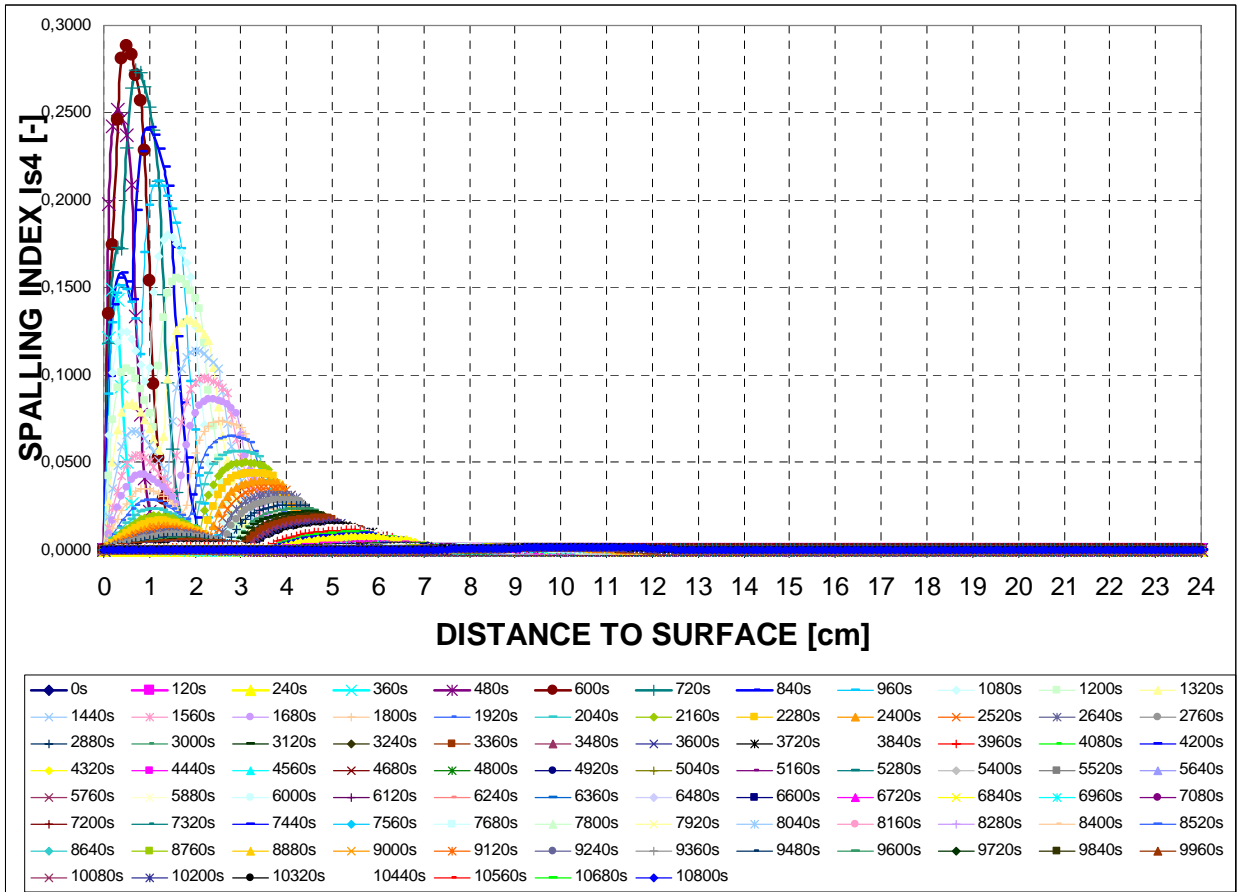 0,3000
0,2500
0,2000
0,1500
0,1000
0,0500
0,0000
SPALLING INDEX Is4 [-]
0 1 2 3 4 5 6 7 8 9 10 11 12 13 14 15 16 17 18 19 20 21 22 23 24
DISTANCE TO SURFACE [cm]
0s 120s 240s 360s 480s 600s 720s 840s 960s 1080s 1200s 1320s
1440s 1560s 1680s 1800s 1920s 2040s 2160s 2280s 2400s 2520s 2640s 2760s
2880s 3000s 3120s 3240s 3360s 3480s 3600s 3720s 3840s 3960s 4080s 4200s
4320s 4440s 4560s 4680s 4800s 4920s 5040s 5160s 5280s 5400s 5520s 5640s
5760s 5880s 6000s 6120s 6240s 6360s 6480s 6600s 6720s 6840s 6960s 7080s
7200s 7320s 7440s 7560s 7680s 7800s 7920s 8040s 8160s 8280s 8400s 8520s
8640s 8760s 8880s 9000s 9120s 9240s 9360s 9480s 9600s 9720s 9840s 9960s
10080s 10200s 10320s 10440s 10560s 10680s 10800s